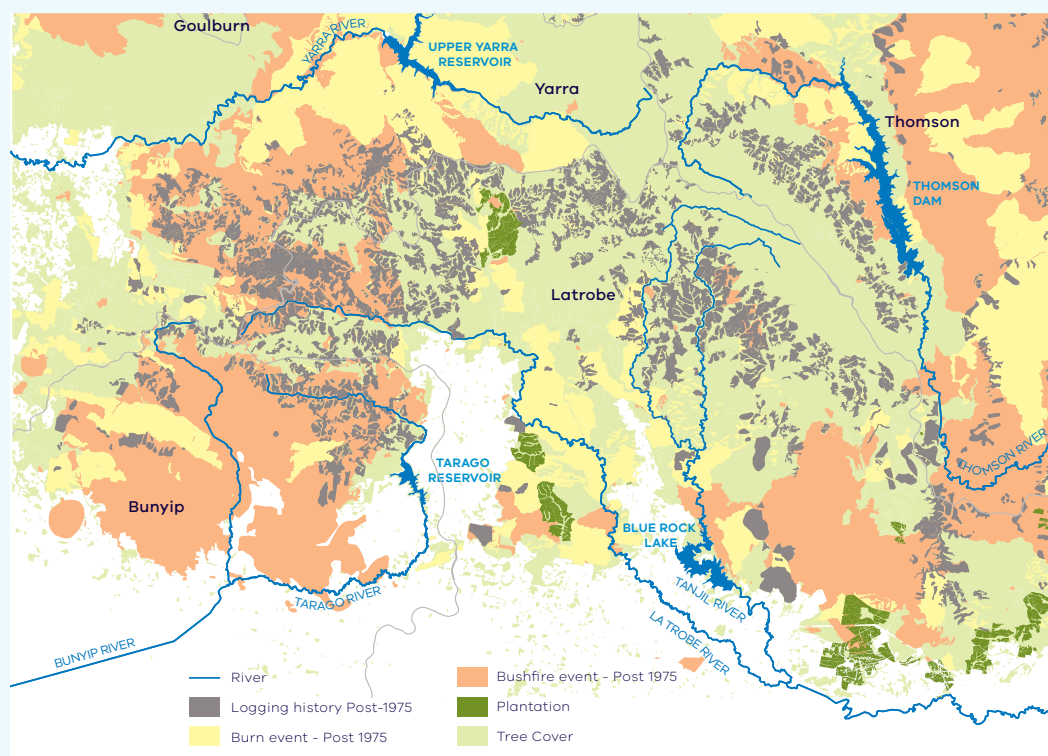 Goulburn
YARRA RIVER
UPPER YARRA
RESERVOIR
Yarra
Thomson
THOMSON
DAM
Latrobe
THOMSON RIVER
TARAGO
RESERVOIR
Bunyip
BLUE ROCK
LAKE
TANJIL RIVER
TARAGO RIVER
LA TROBE RIVER
BUNYIP RIVER
River
Logging history Post-1975
Burn event - Post 1975
Bushfire event - Post 1975
Plantation
Tree Cover